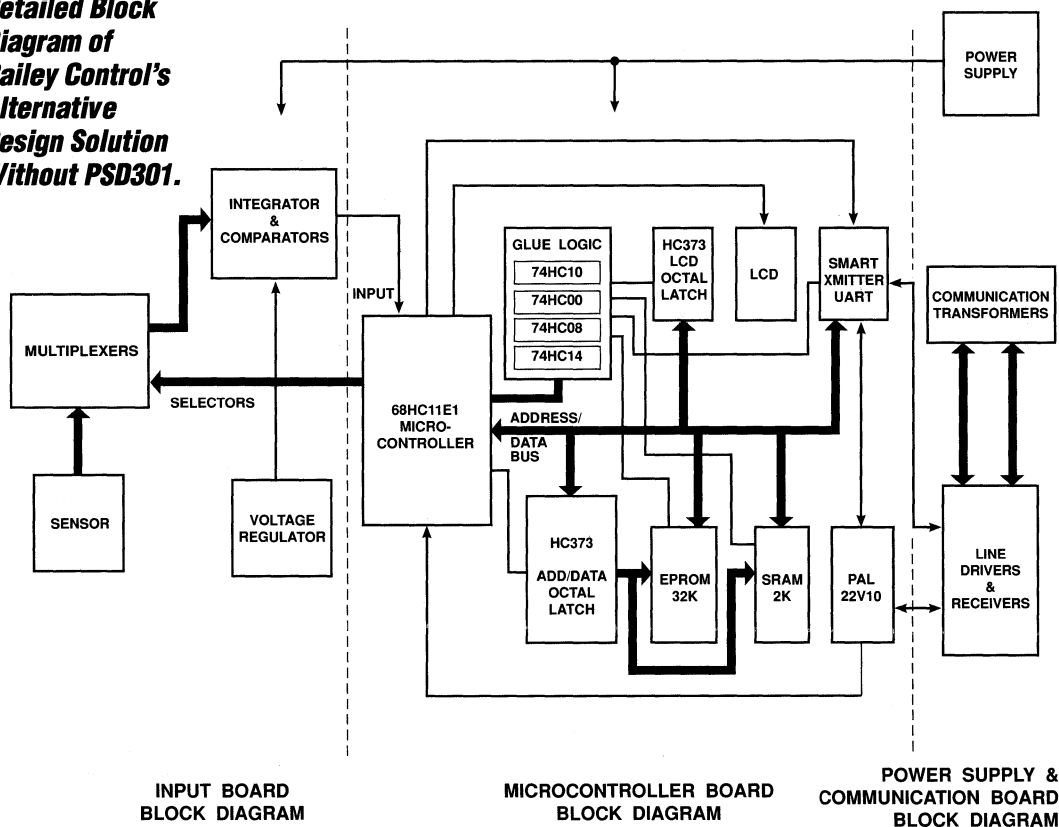 etailed Block
iagram of
ailey Control's
lternative
esign Solution
Without PSD301.
POWER
SUPPLY
INTEGRATOR
&
COMPARATORS
INPUT
MULTIPLEXERS
SELECTORS
SENSOR
VOLTAGE
REGULATOR
68HC11E1
MICRO-
CONTROLLER
GLUE LOGIC
74HC10
74HC00
74HC08
74HC14
HC373
LCD
OCTAL
LATCH
LCD
SMART
XMITTER
UART
COMMUNICATION
TRANSFORMERS
ADDRESS/
DATA
BUS
HC373
ADD/DATA
OCTAL
LATCH
EPROM
32K
SRAM
2K
PAL
22V10
LINE
DRIVERS
&
RECEIVERS
INPUT BOARD
BLOCK DIAGRAM
MICROCONTROLLER BOARD
BLOCK DIAGRAM
POWER SUPPLY &
COMMUNICATION BOARD
BLOCK DIAGRAM